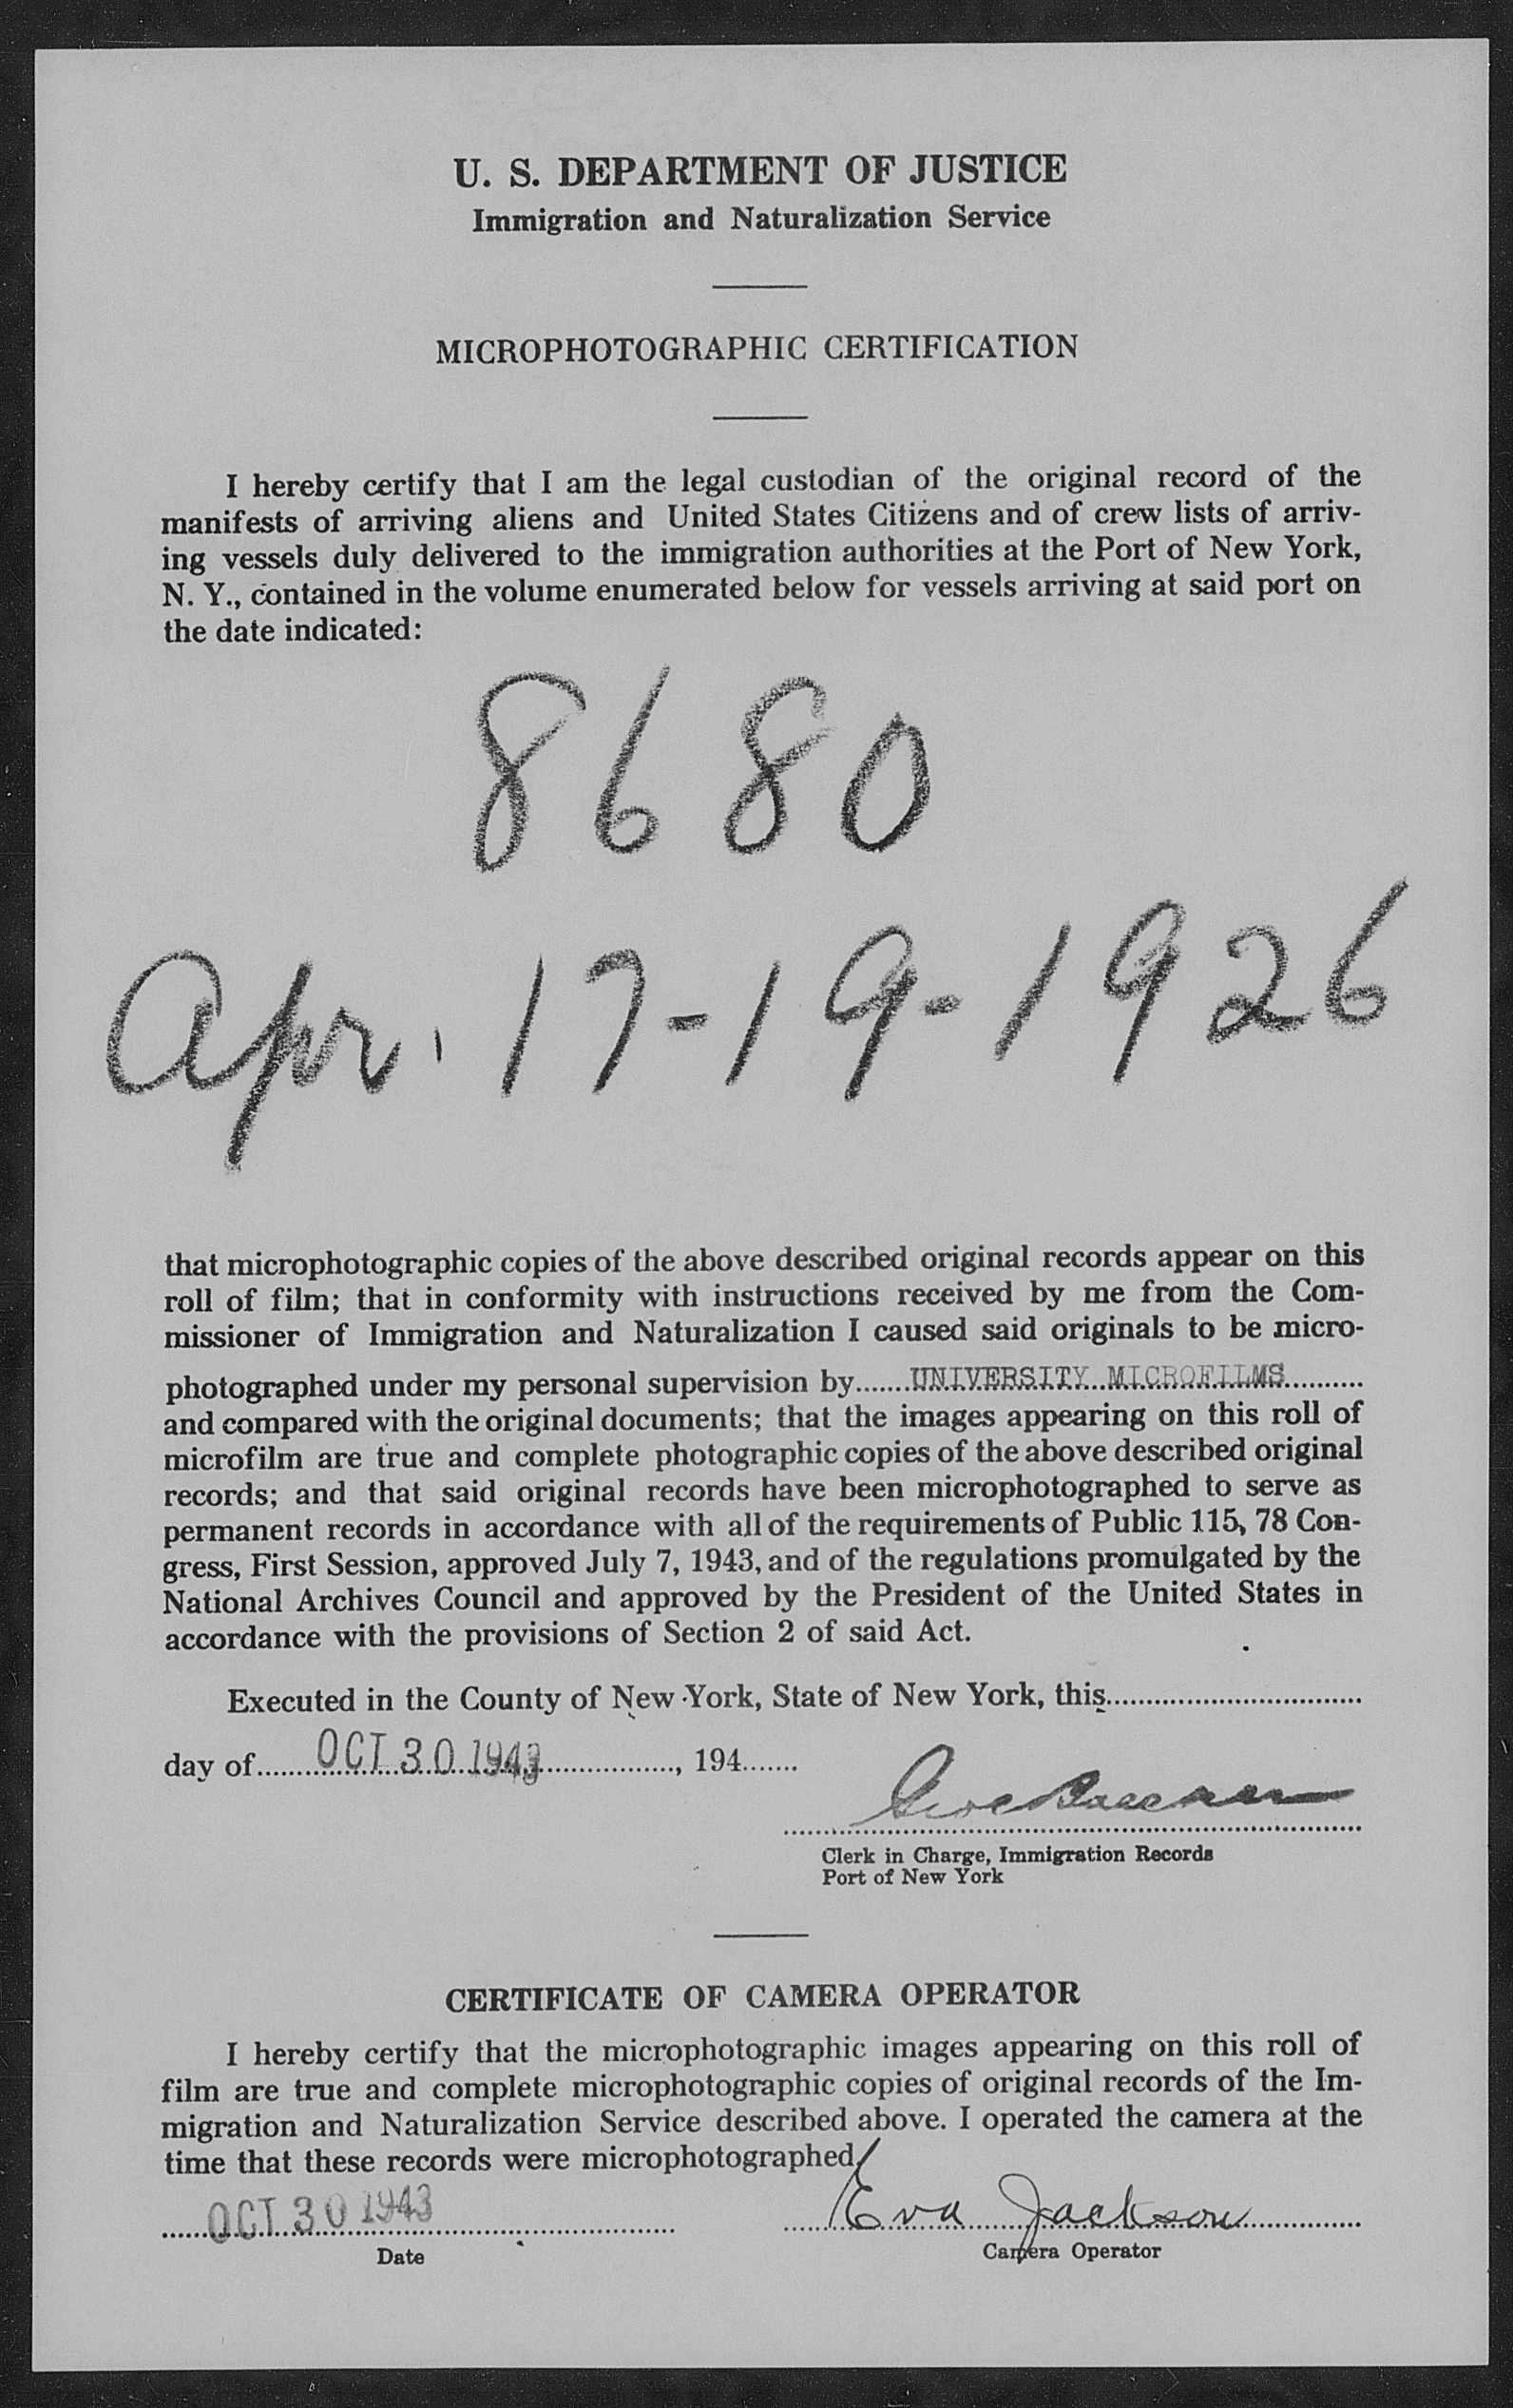 U. S. DEPARTMENT OF JUSTICE
Immigration and Naturalization Service
MICROPHOTOGRAPHIC CERTIFICATION
I hereby certify that I am the legal custodian of the original record of the
manifests of arriving aliens and United States Citizens and of crew lists of arriv-
ing vessels duly delivered to the immigration authorities at the Port of New York,
N. Y., contained in the volume enumerated below for vessels arriving at said port on
the date indicated:
8680
Apr. 17-19-1926
that microphotographic copies of the above described original records appear on this
roll of film; that in conformity with instructions received by me from the Com-
missioner of Immigration and Naturalization I caused said originals to be micro-
photographed under my personal supervision by.......UNIVERSITY MICROFILMS..........
and compared with the original documents; that the images appearing on this roll of
microfilm are true and complete photographic copies of the above described original
records; and that said original records have been microphotographed to serve as
permanent records in accordance with all of the requirements of Public 115, 78 Con-
gress, First Session, approved July 7, 1943, and of the regulations promulgated by the
National Archives Council and approved by the President of the United States in
accordance with the provisions of Section 2 of said Act.
Executed in the County of New York, State of New York, this................................
day of.......OCT 30 1943................., 194.......
Clerk in Charge, Immigration Records
Port of New York
CERTIFICATE OF CAMERA OPERATOR
I hereby certify that the microphotographic images appearing on this roll of
film are true and complete microphotographic copies of original records of the Im-
migration and Naturalization Service described above. I operated the camera at the
time that these records were microphotographed.
OCT 30 1943 Eva Jackson
Date Camera Operator